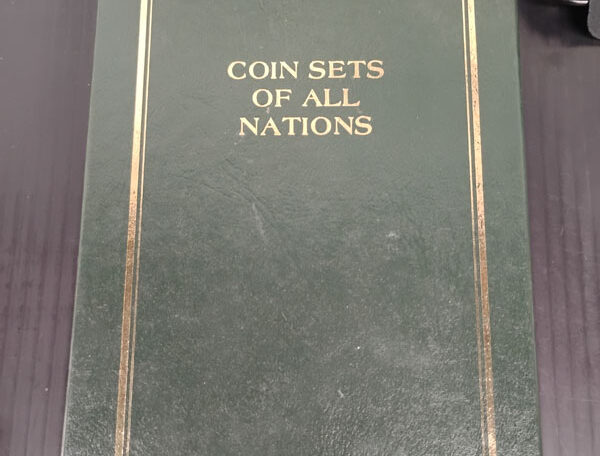 COIN SETS
OF ALL
NATIONS